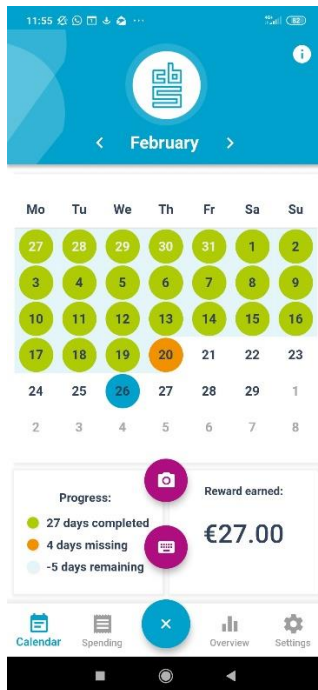 11:55
82
i
cbs
< February >
Mo Tu We Th Fr Sa Su
27 28 29 30 31 1 2
3 4 5 6 7 8 9
10 11 12 13 14 15 16
17 18 19 20 21 22 23
24 25 26 27 28 29 1
2 3 4 5 6 7 8
Progress:
27 days completed
4 days missing
-5 days remaining
Reward earned:
€27.00
Calendar Spending Overview Settings